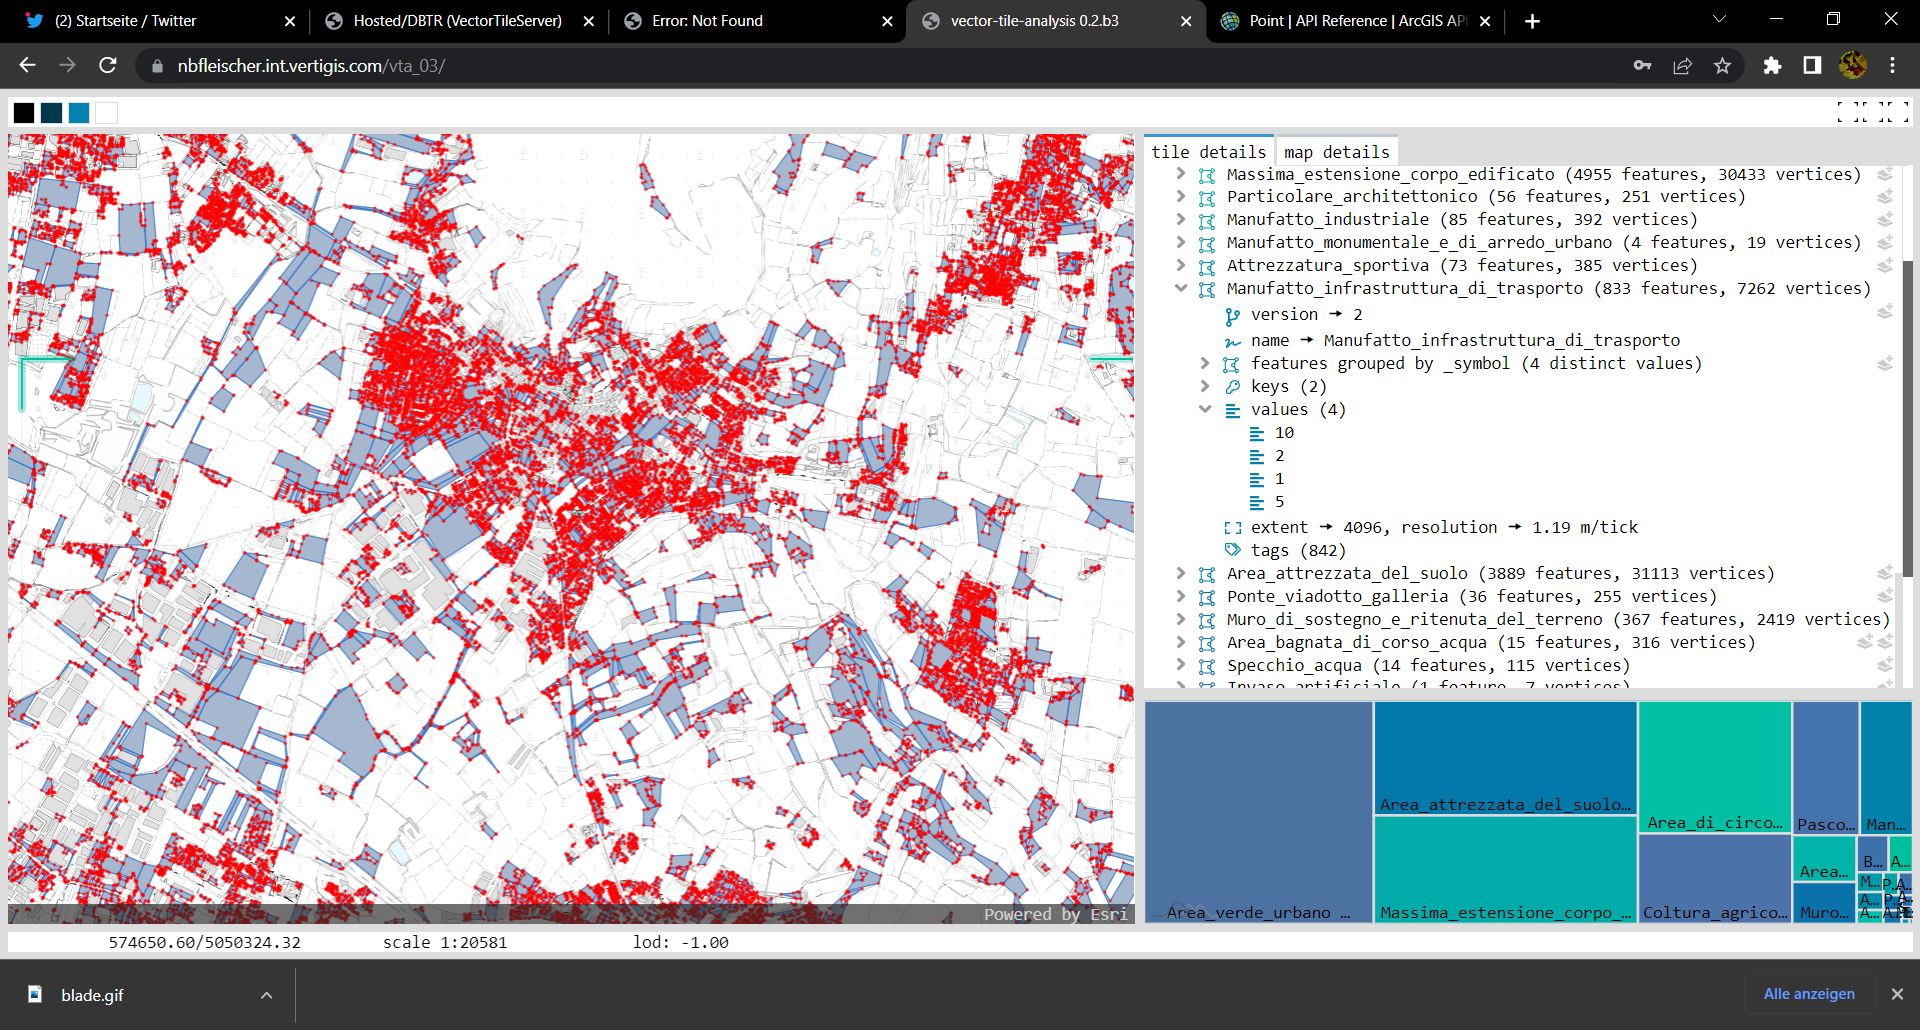 (2) Startseite / Twitter
Hosted/DBTR (VectorTileServer)
Error: Not Found
vector-tile-analysis 0.2.b3
Point | API Reference | ArcGIS API
nbfleischer.int.vertigis.com/vta_03/
tile details
map details
Massima_estensione_corpo_edificato (4955 features, 30433 vertices)
Particolare_architettonico (56 features, 251 vertices)
Manufatto_industriale (85 features, 392 vertices)
Manufatto_monumentale_e_di_arredo_urbano (4 features, 19 vertices)
Attrezzatura_sportiva (73 features, 385 vertices)
Manufatto_infrastruttura_di_trasporto (833 features, 7262 vertices)
version → 2
name → Manufatto_infrastruttura_di_trasporto
features grouped by _symbol (4 distinct values)
keys (2)
values (4)
10
2
1
5
extent → 4096, resolution → 1.19 m/tick
tags (842)
Area_attrezzata_del_suolo (3889 features, 31113 vertices)
Ponte_viadotto_galleria (36 features, 255 vertices)
Muro_di_sostegno_e_ritenuta_del_terreno (367 features, 2419 vertices)
Area_bagnata_di_corso_acqua (15 features, 316 vertices)
Specchio_acqua (14 features, 115 vertices)
Invaso_artificiale (1 feature, 7 vertices)
Area_verde_urbano ...
Area_attrezzata_del_suolo...
Massima_estensione_corpo_...
Area_di_circo...
Coltura_agrico...
Pasco...
Man...
Area...
Muro...
B...
A...
M...
P...
A...
A...
P...
A...
A...
Powered by Esri
574650.60/5050324.32
scale 1:20581
lod: -1.00
blade.gif
Alle anzeigen